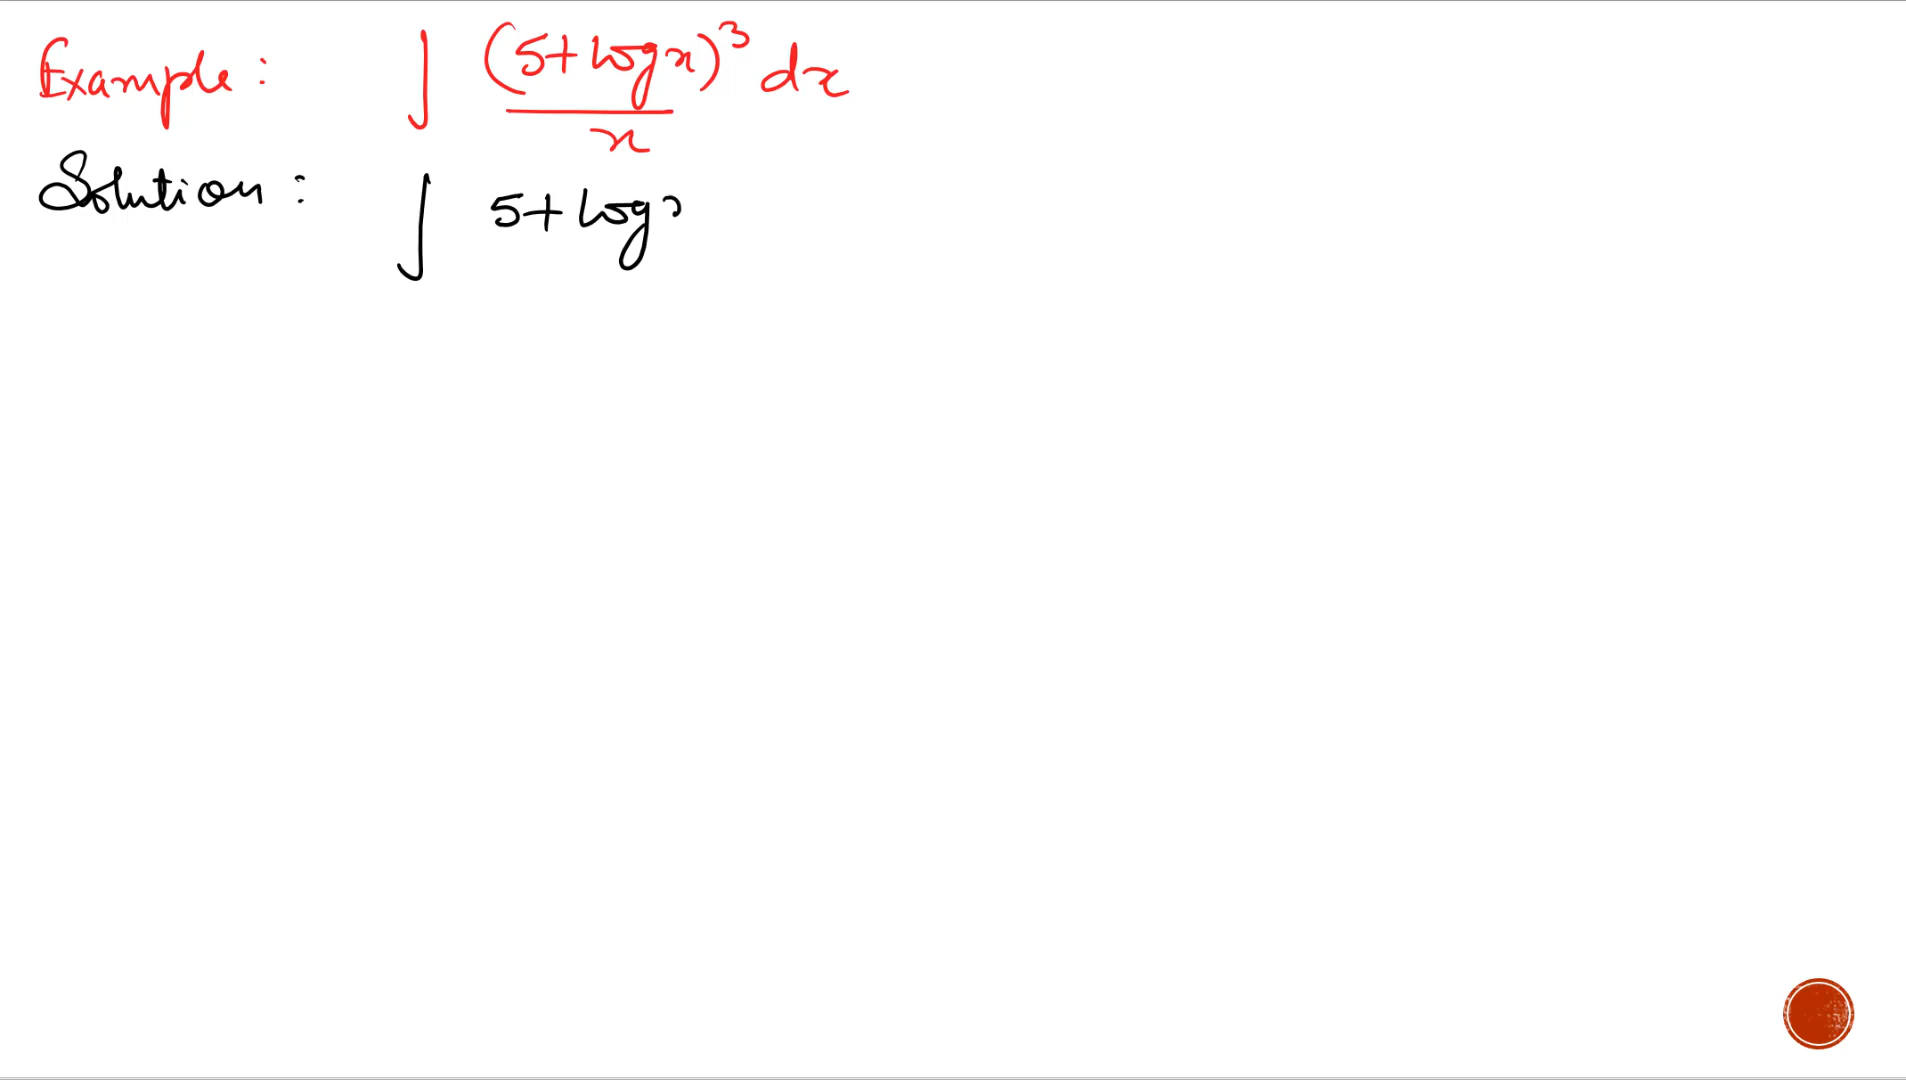 Example : ∫ (5+logx)³ dx / x
Solution : ∫ 5+log